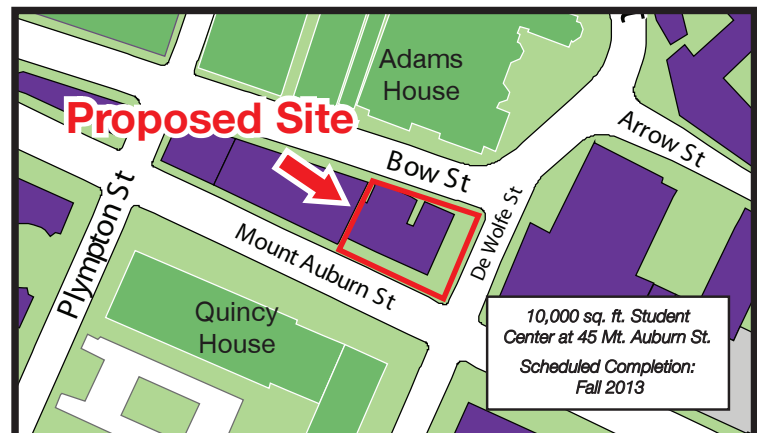 Adams
House
Proposed Site
Arrow St
Bow St
De Wolfe St
Plympton St
Mount Auburn St
Quincy
House
10,000 sq. ft. Student
Center at 45 Mt. Auburn St.
Scheduled Completion:
Fall 2013